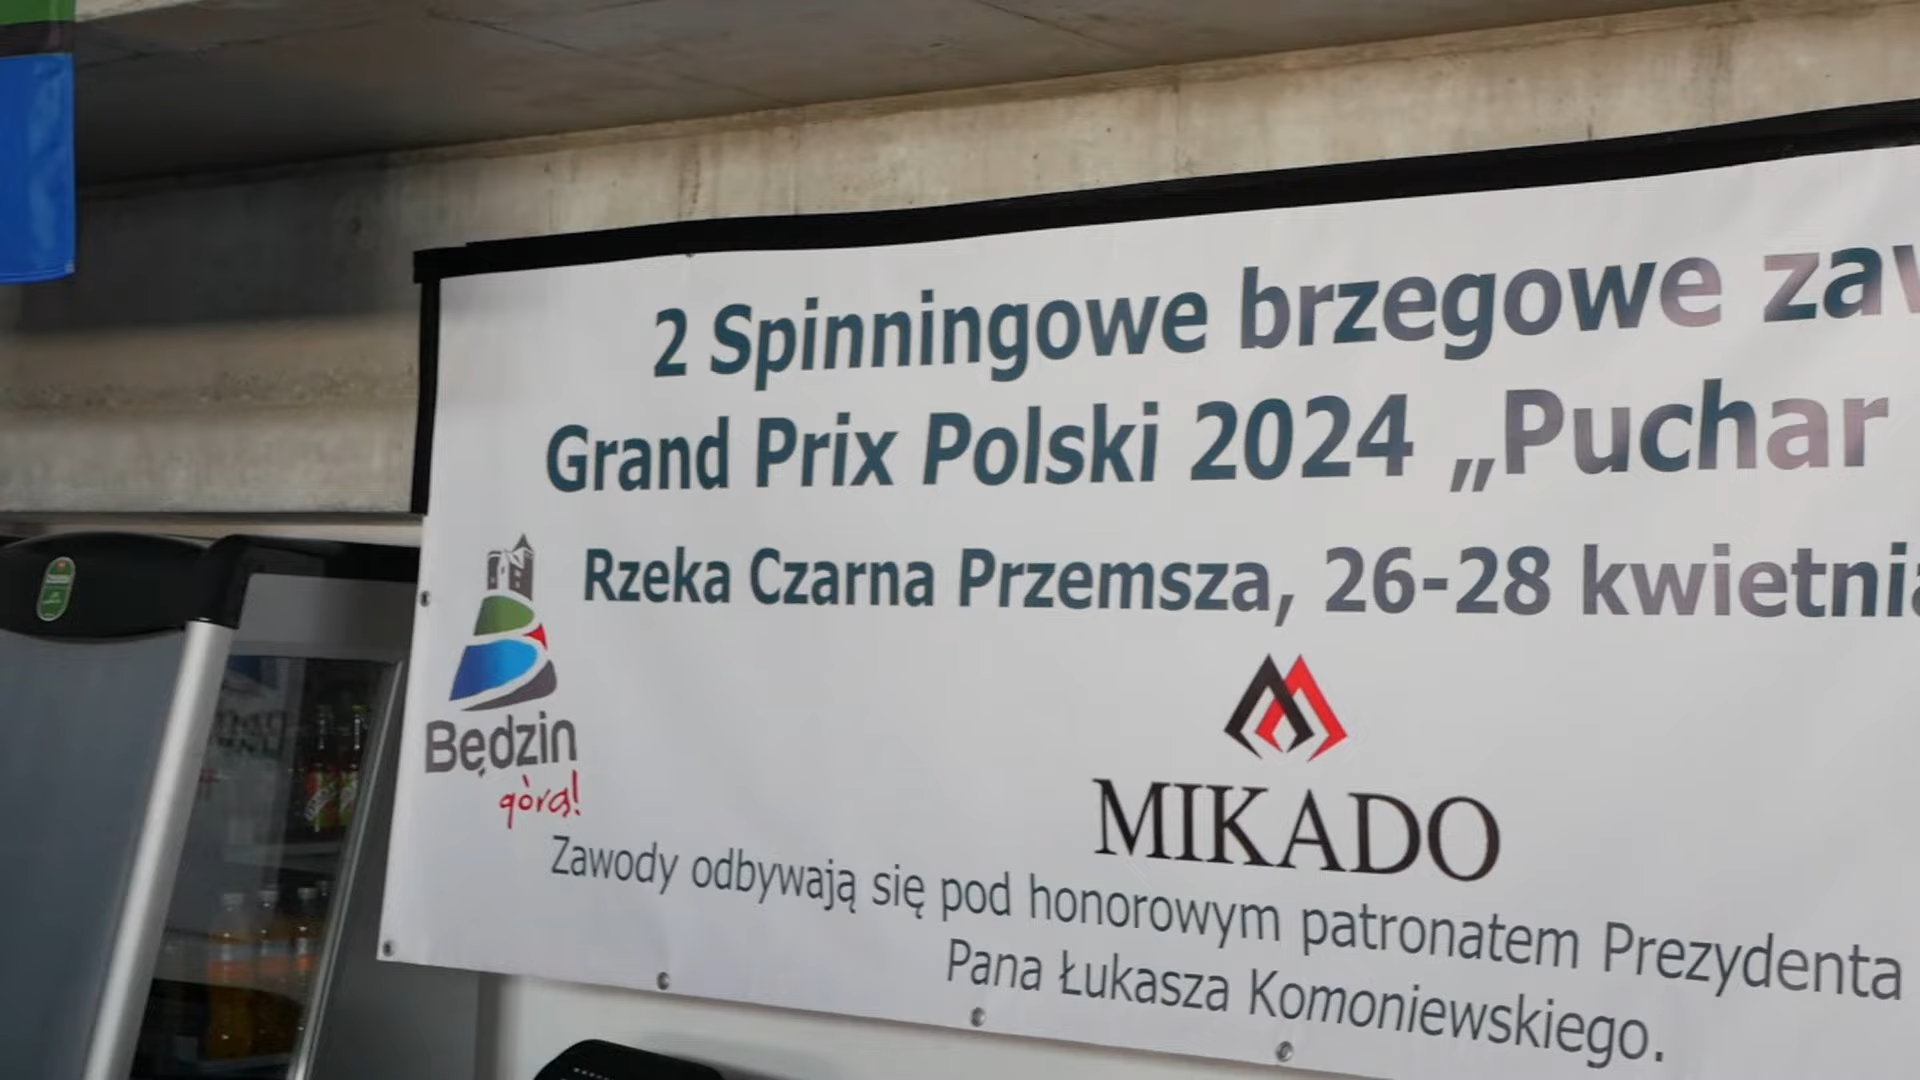 2 Spinningowe brzegowe zaw
Grand Prix Polski 2024 „Puchar
Rzeka Czarna Przemsza, 26-28 kwietnia
Będzin
góra!
MIKADO
Zawody odbywają się pod honorowym patronatem Prezydenta
Pana Łukasza Komoniewskiego.